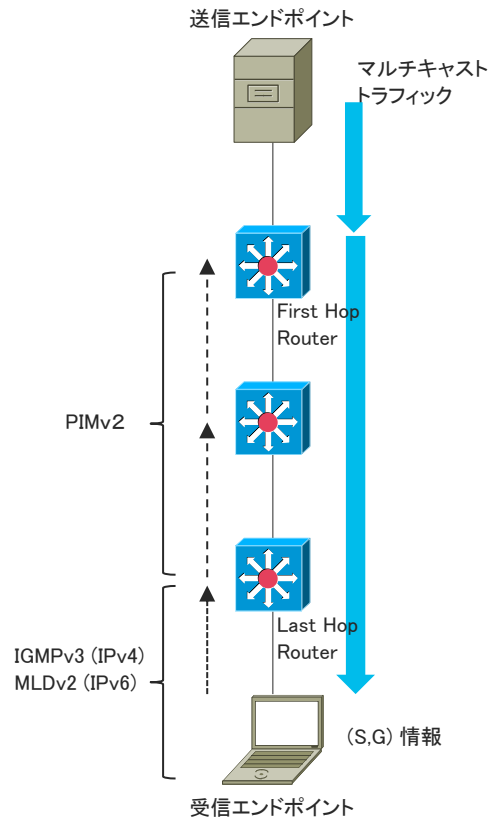 送信エンドポイント
マルチキャスト
トラフィック
First Hop
Router
PIMv2
Last Hop
Router
IGMPv3 (IPv4)
MLDv2 (IPv6)
(S,G) 情報
受信エンドポイント